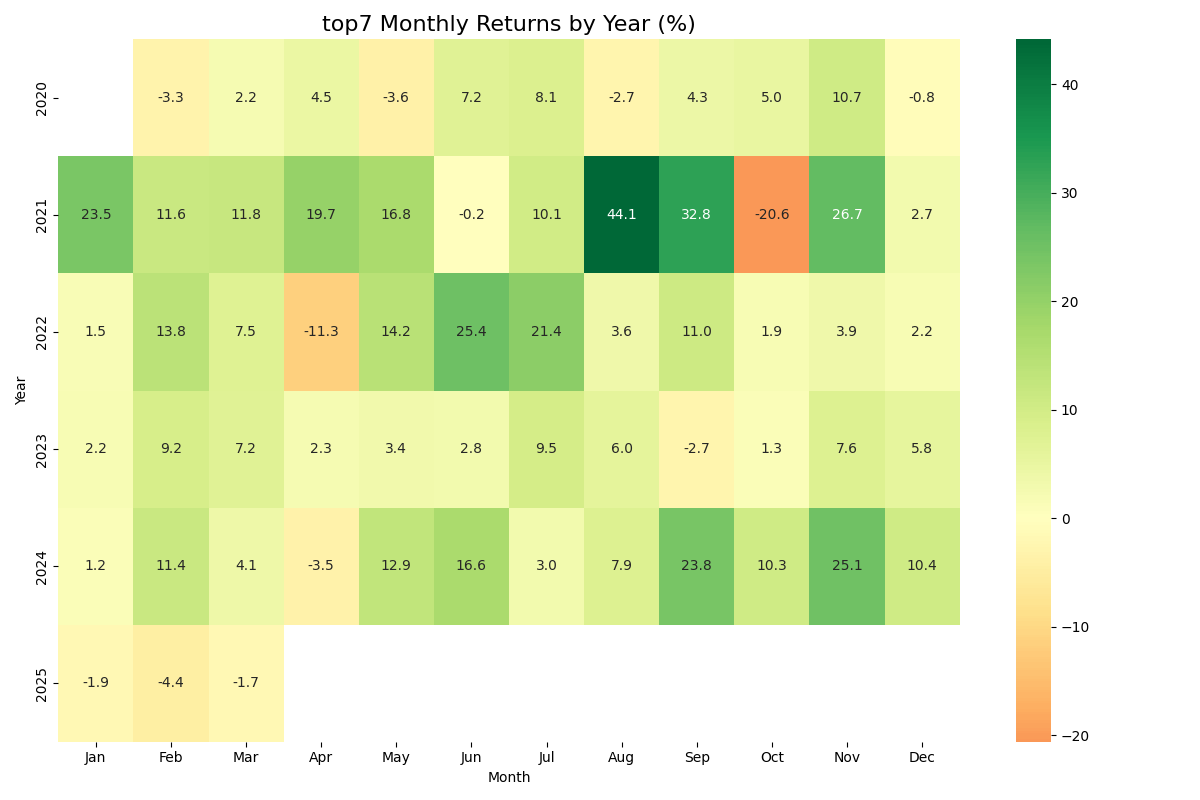 top7 Monthly Returns by Year (%)
2020 -3.3 2.2 4.5 -3.6 7.2 8.1 -2.7 4.3 5.0 10.7 -0.8
2021 23.5 11.6 11.8 19.7 16.8 -0.2 10.1 44.1 32.8 -20.6 26.7 2.7
2022 1.5 13.8 7.5 -11.3 14.2 25.4 21.4 3.6 11.0 1.9 3.9 2.2
Year
2023 2.2 9.2 7.2 2.3 3.4 2.8 9.5 6.0 -2.7 1.3 7.6 5.8
2024 1.2 11.4 4.1 -3.5 12.9 16.6 3.0 7.9 23.8 10.3 25.1 10.4
2025 -1.9 -4.4 -1.7
Jan Feb Mar Apr May Jun Jul Aug Sep Oct Nov Dec
Month
40
30
20
10
0
−10
−20